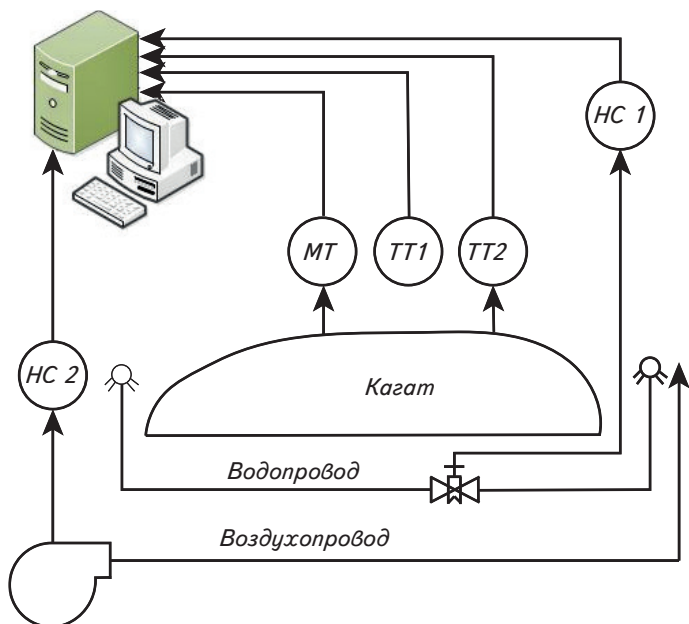 НС 1
МТ
ТТ1
ТТ2
НС 2
Кагат
Водопровод
Воздухопровод